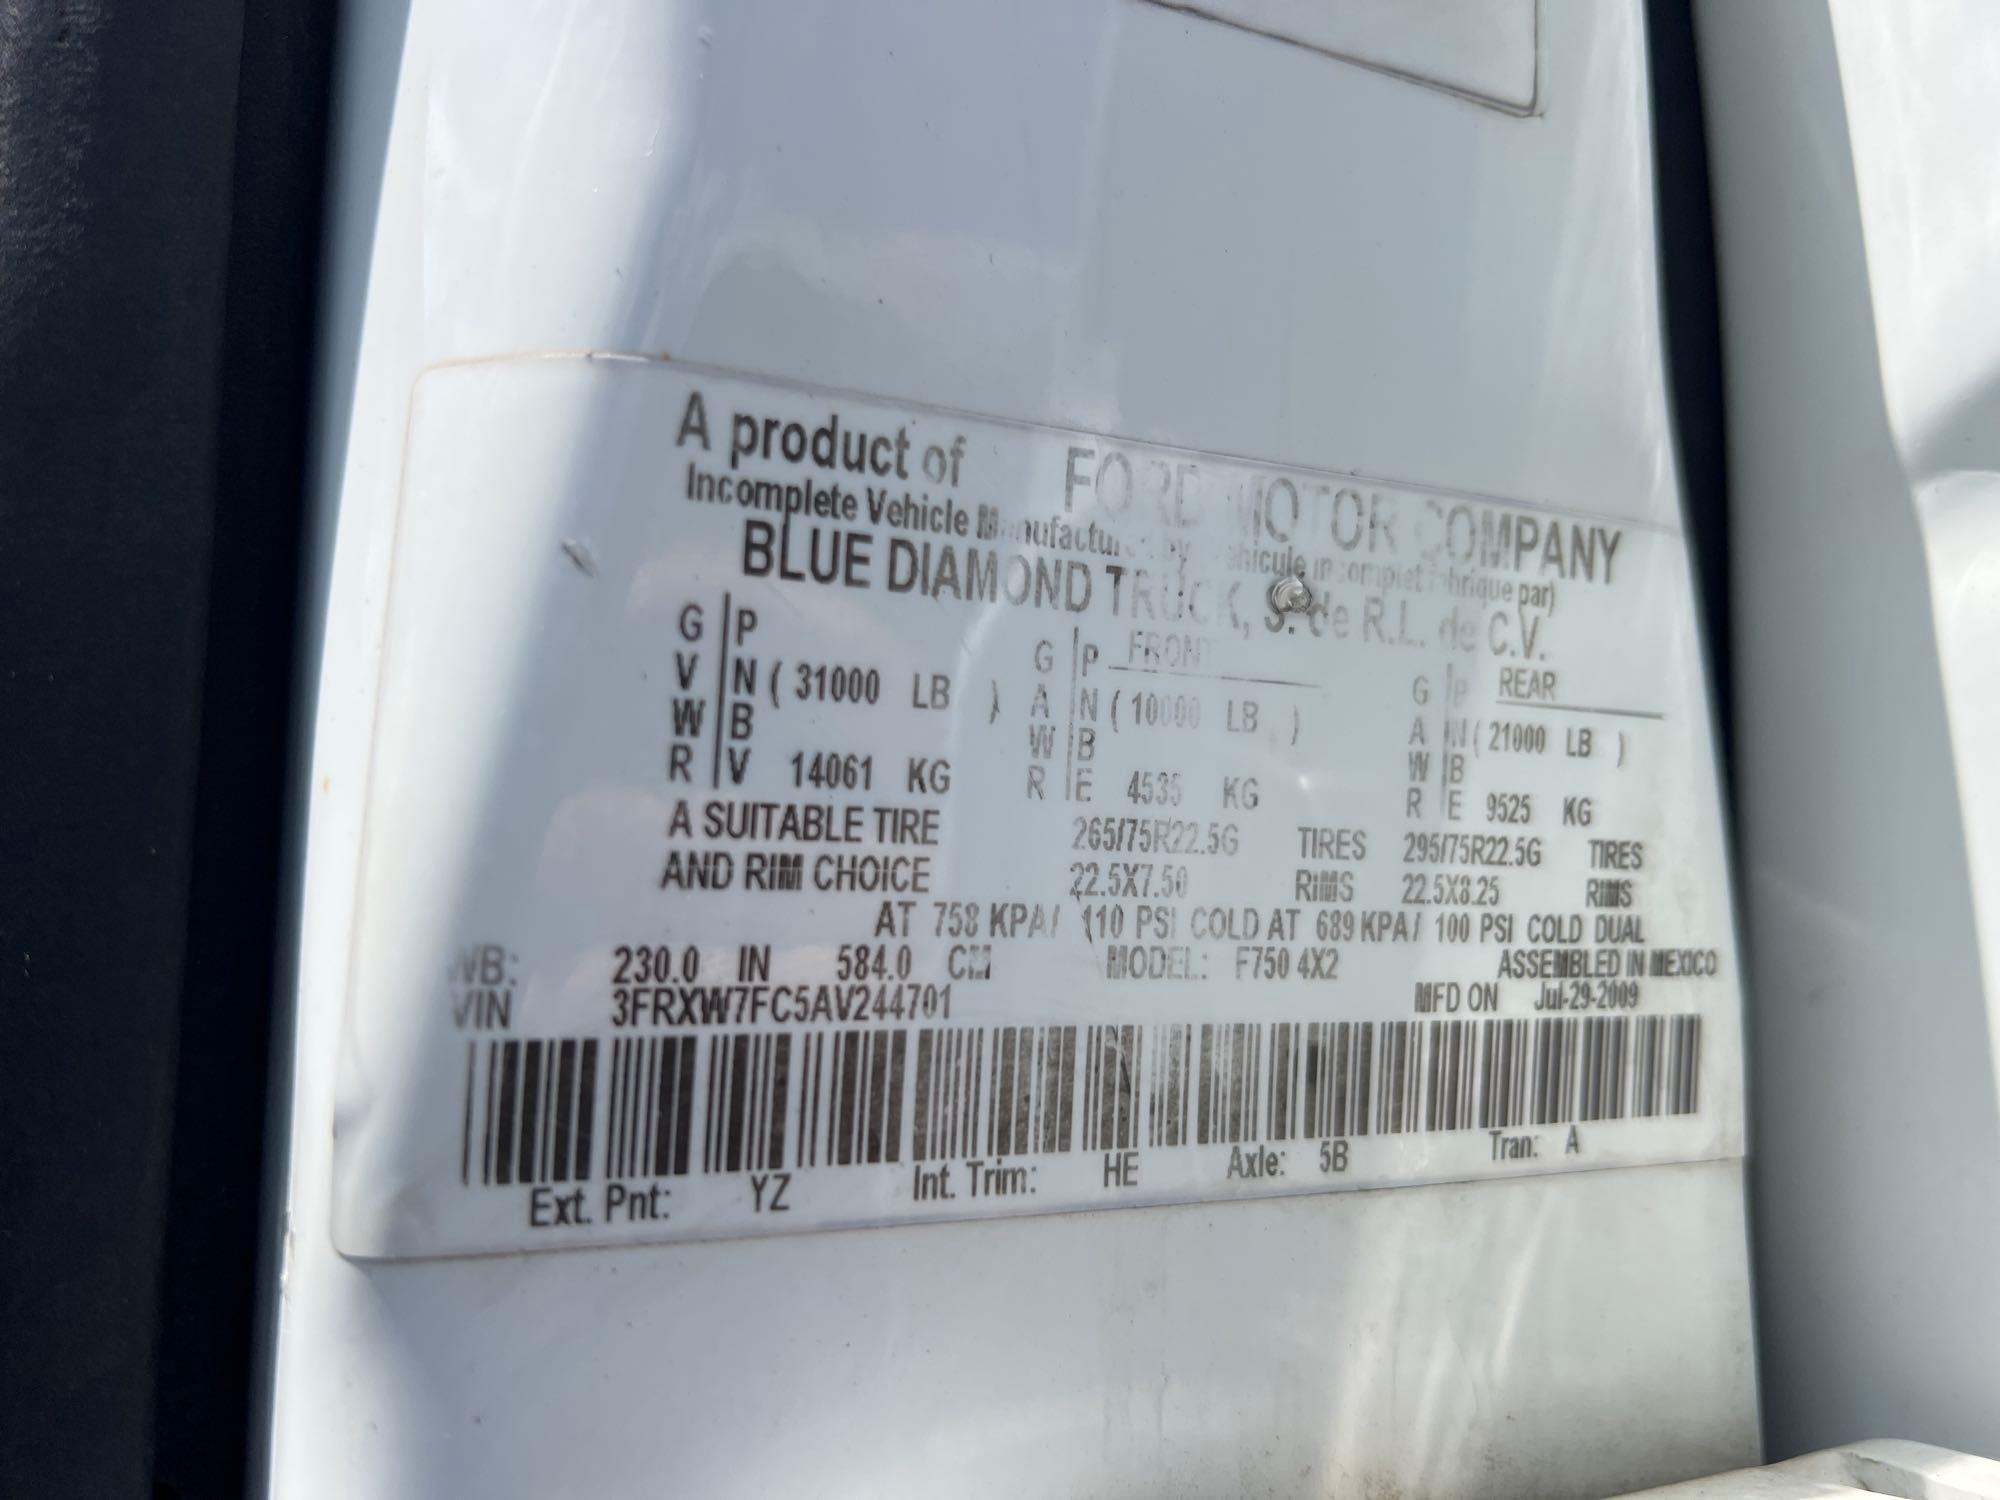 A product of FORD MOTOR COMPANY
Incomplete Vehicle Manufactured by Vehicule incomplet fabrique par)
BLUE DIAMOND TRUCK, S. de R.L. de C.V.
G P G P FRONT G P REAR
V N ( 31000 LB ) A N ( 10000 LB ) A N ( 21000 LB )
W B W B W B
R V 14061 KG R E 4535 KG R E 9525 KG
A SUITABLE TIRE 265/75R22.5G TIRES 295/75R22.5G TIRES
AND RIM CHOICE 22.5X7.50 RIMS 22.5X8.25 RIMS
AT 758 KPA/ 110 PSI COLD AT 689 KPA/ 100 PSI COLD DUAL
WB: 230.0 IN 584.0 CM MODEL: F750 4X2 ASSEMBLED IN MEXICO
VIN 3FRXW7FC5AV244701 MFD ON Jul-29-2009
Ext. Pnt: YZ Int. Trim: HE Axle: 5B Tran: A